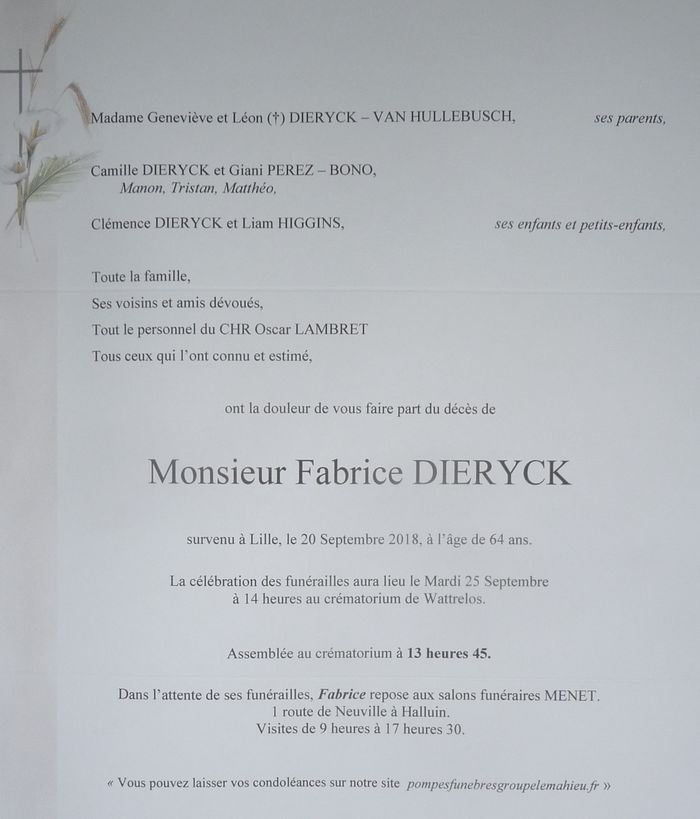 Madame Geneviève et Léon (†) DIERYCK – VAN HULLEBUSCH, ses parents,
Camille DIERYCK et Giani PEREZ – BONO,
Manon, Tristan, Matthéo,
Clémence DIERYCK et Liam HIGGINS, ses enfants et petits-enfants,
Toute la famille,
Ses voisins et amis dévoués,
Tout le personnel du CHR Oscar LAMBRET
Tous ceux qui l’ont connu et estimé,
ont la douleur de vous faire part du décès de
Monsieur Fabrice DIERYCK
survenu à Lille, le 20 Septembre 2018, à l’âge de 64 ans.
La célébration des funérailles aura lieu le Mardi 25 Septembre
à 14 heures au crématorium de Wattrelos.
Assemblée au crématorium à 13 heures 45.
Dans l’attente de ses funérailles, Fabrice repose aux salons funéraires MENET.
1 route de Neuville à Halluin.
Visites de 9 heures à 17 heures 30.
« Vous pouvez laisser vos condoléances sur notre site pompesfunebresgroupelemahieu.fr »